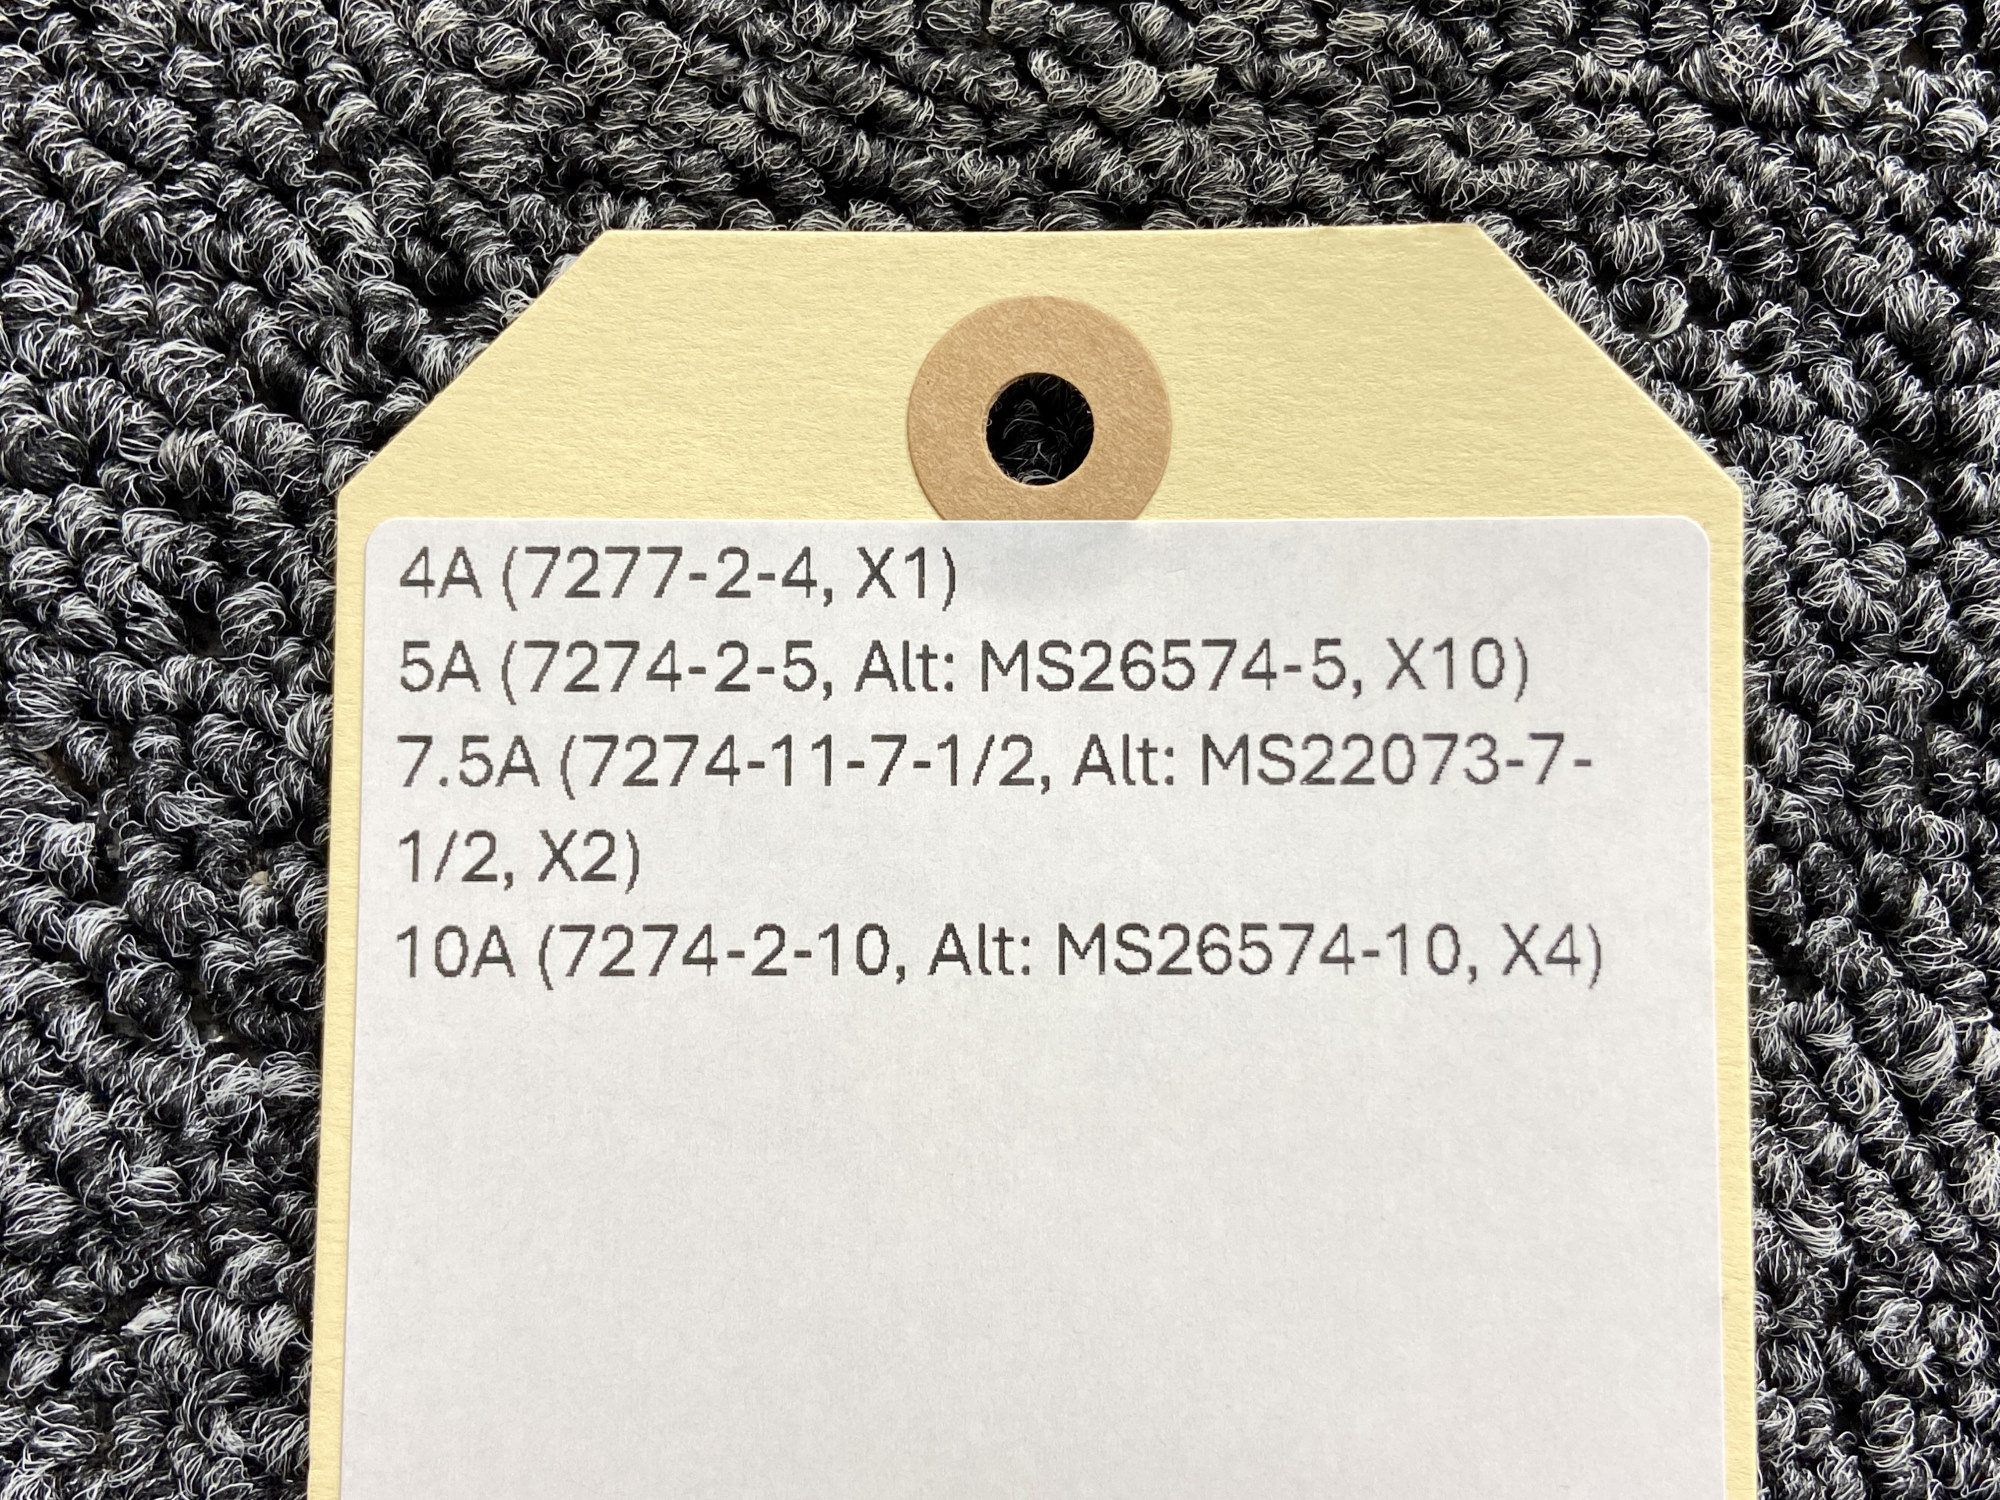 4A (7277-2-4, X1)
5A (7274-2-5, Alt: MS26574-5, X10)
7.5A (7274-11-7-1/2, Alt: MS22073-7-
1/2, X2)
10A (7274-2-10, Alt: MS26574-10, X4)